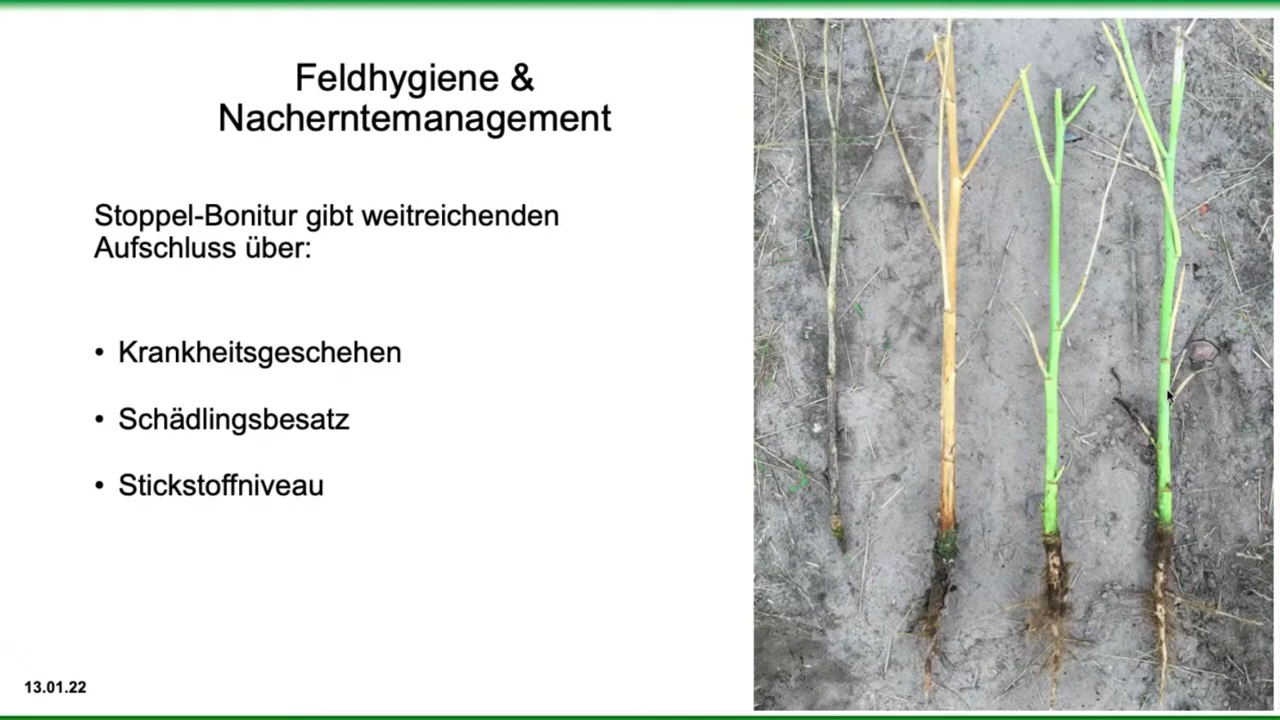 Feldhygiene &
Nacherntemanagement
Stoppel-Bonitur gibt weitreichenden
Aufschluss über:
• Krankheitsgeschehen
• Schädlingsbesatz
• Stickstoffniveau
13.01.22